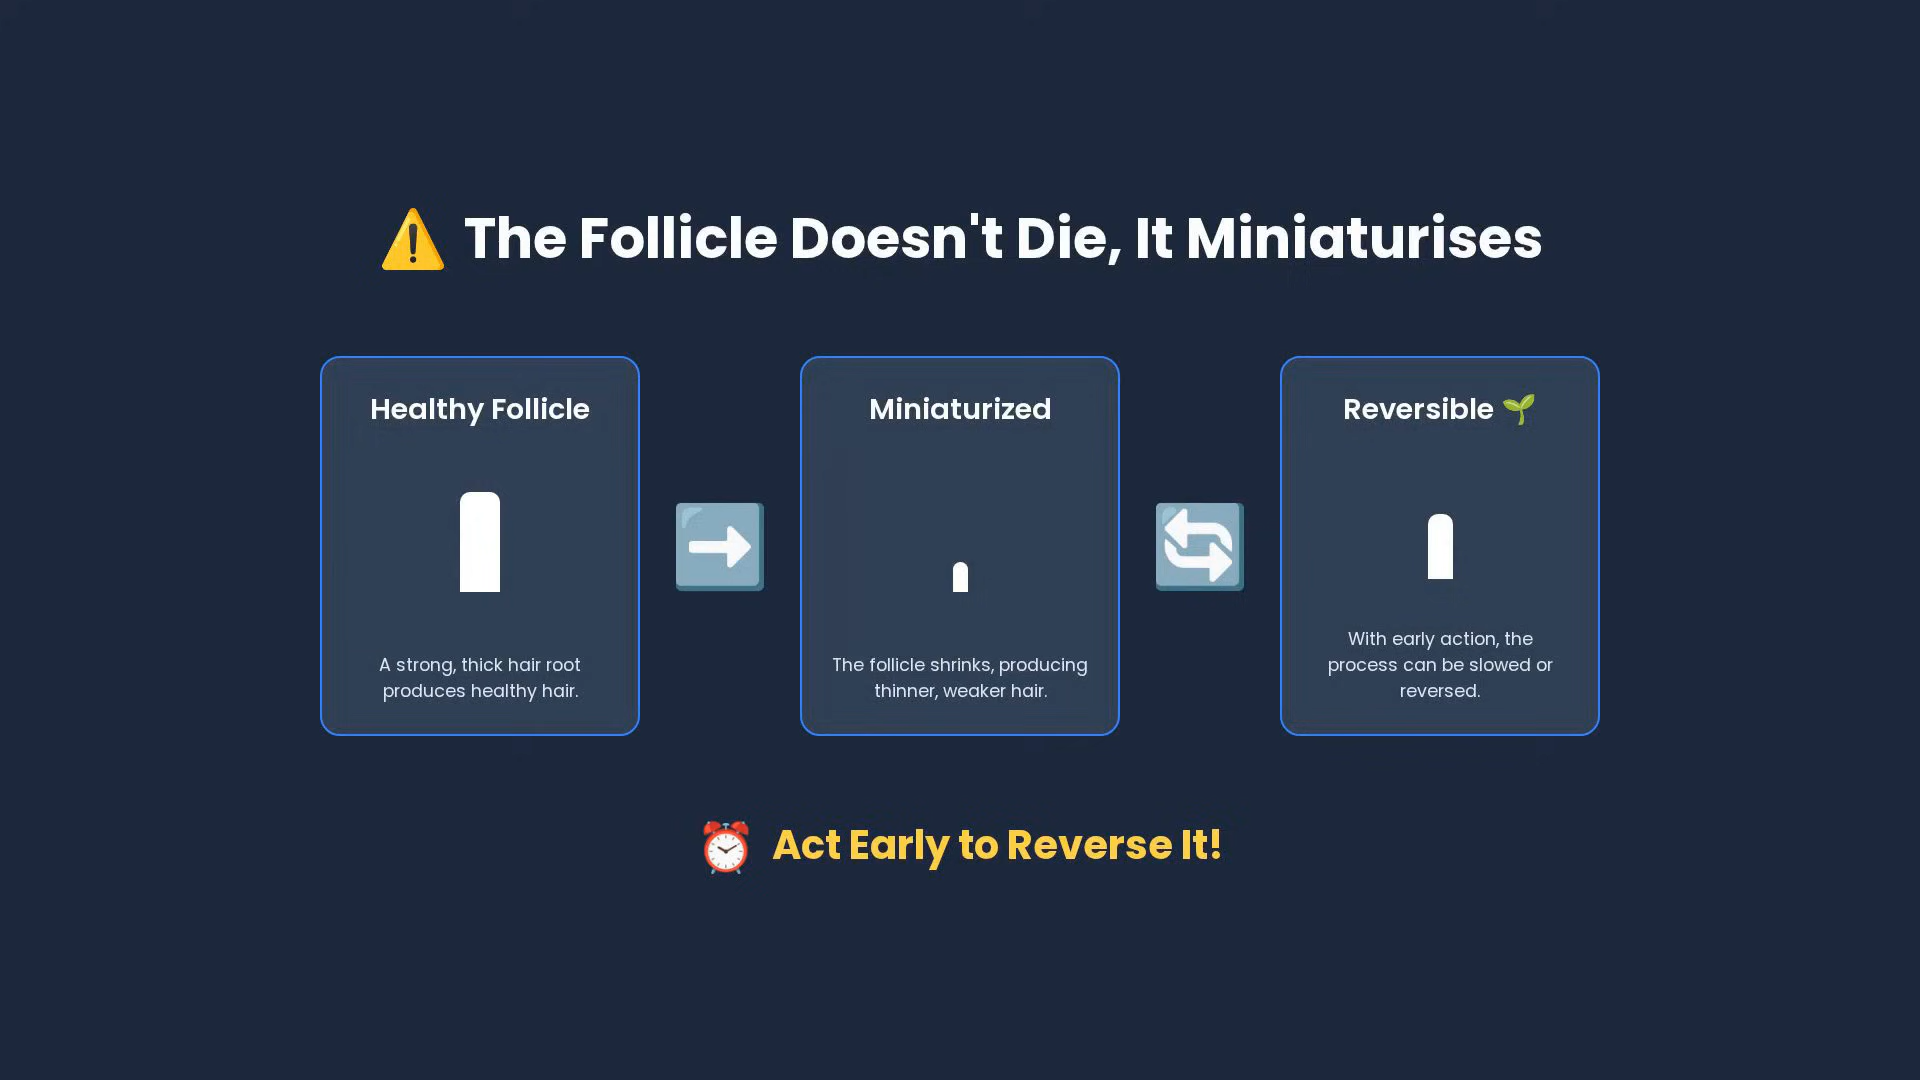 ⚠️ The Follicle Doesn't Die, It Miniaturises
Healthy Follicle
A strong, thick hair root
produces healthy hair.
Miniaturized
The follicle shrinks, producing
thinner, weaker hair.
Reversible 🌱
With early action, the
process can be slowed or
reversed.
⏰ Act Early to Reverse It!